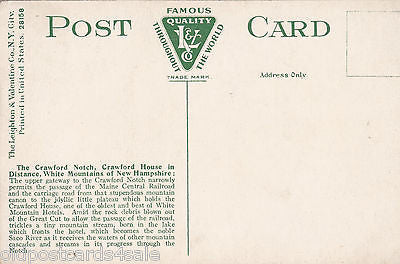 POST CARD
FAMOUS
QUALITY
THROUGHOUT THE WORLD
L&V
Co
TRADE MARK.
Address Only.
The Leighton & Valentine Co., N.Y. City.
Printed in United States. 28158
The Crawford Notch, Crawford House in
Distance, White Mountains of New Hampshire:
The upper gateway to the Crawford Notch narrowly
permits the passage of the Maine Central Railroad
and the carriage road from that stupendous mountain
canon to the idyllic little plateau which holds the
Crawford House, one of the oldest and best of White
Mountain Hotels. Amid the rock debris blown out
of the Great Cut to allow the passage of the railroad,
trickles a tiny mountain stream, born in the lake
which fronts the hotel, which becomes the noble
Saco River as it receives the waters of other mountain
cascades and streams in its progress through the
Notch.
oldpostcards4sale